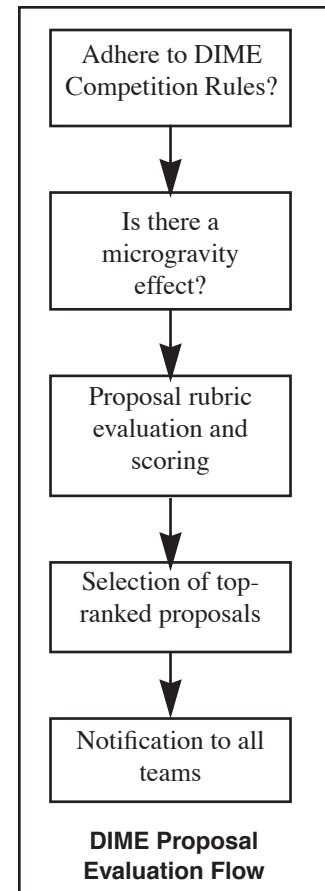 Adhere to DIME
Competition Rules?
Is there a
microgravity
effect?
Proposal rubric
evaluation and
scoring
Selection of top-
ranked proposals
Notification to all
teams
DIME Proposal
Evaluation Flow